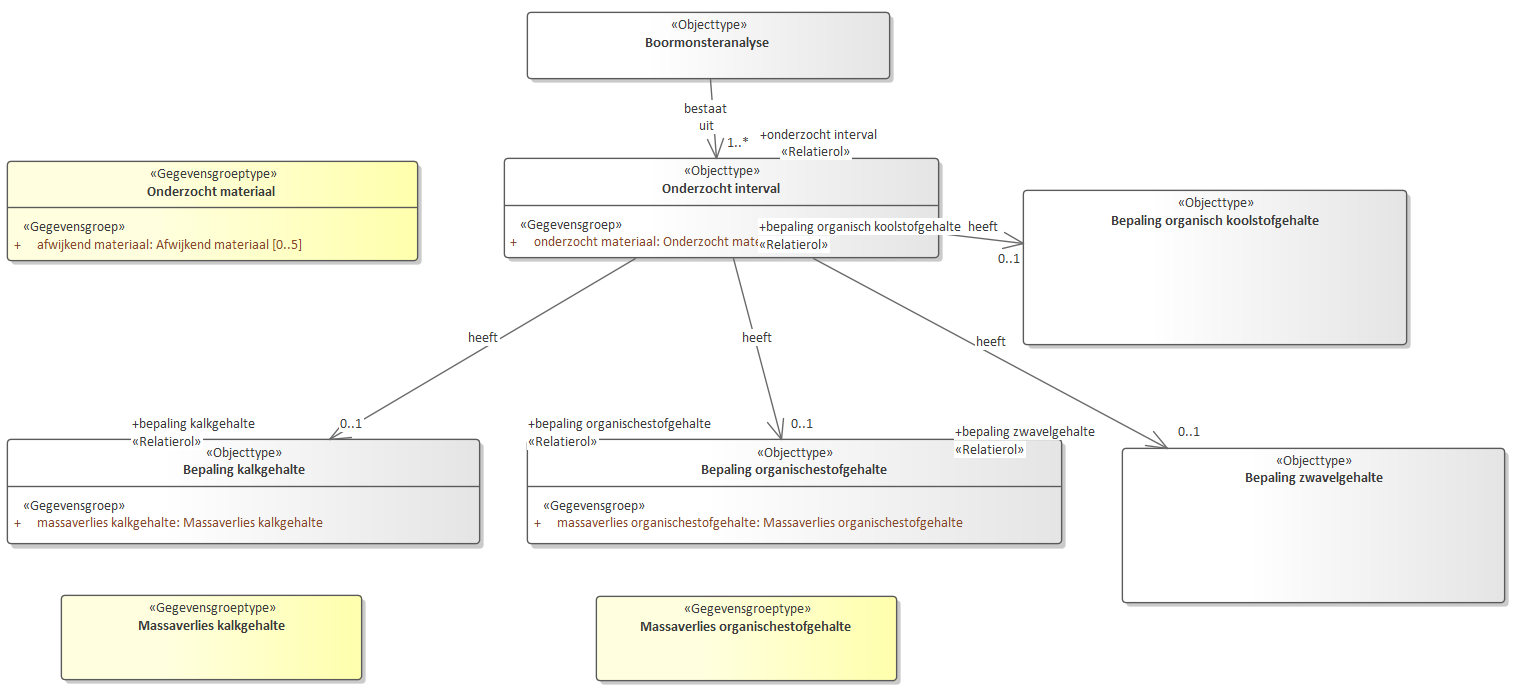 «Objecttype»
Boormonsteranalyse
bestaat
uit
1..*
+onderzocht interval
«Relatierol»
«Gegevensgroeptype»
Onderzocht materiaal
«Gegevensgroep»
+ afwijkend materiaal: Afwijkend materiaal [0..5]
«Objecttype»
Onderzocht interval
«Gegevensgroep»
+ onderzocht materiaal: Onderzocht
+bepaling organisch koolstofgehalte heeft
«Relatierol»
0..1
«Objecttype»
Bepaling organisch koolstofgehalte
heeft
heeft
heeft
+bepaling kalkgehalte
«Relatierol»
0..1
«Objecttype»
Bepaling kalkgehalte
«Gegevensgroep»
+ massaverlies kalkgehalte: Massaverlies kalkgehalte
+bepaling organischestofgehalte
«Relatierol»
0..1
«Objecttype»
Bepaling organischestofgehalte
«Gegevensgroep»
+ massaverlies organischestofgehalte: Massaverlies organischestofgehalte
+bepaling zwavelgehalte
«Relatierol»
0..1
«Objecttype»
Bepaling zwavelgehalte
«Gegevensgroeptype»
Massaverlies kalkgehalte
«Gegevensgroeptype»
Massaverlies organischestofgehalte